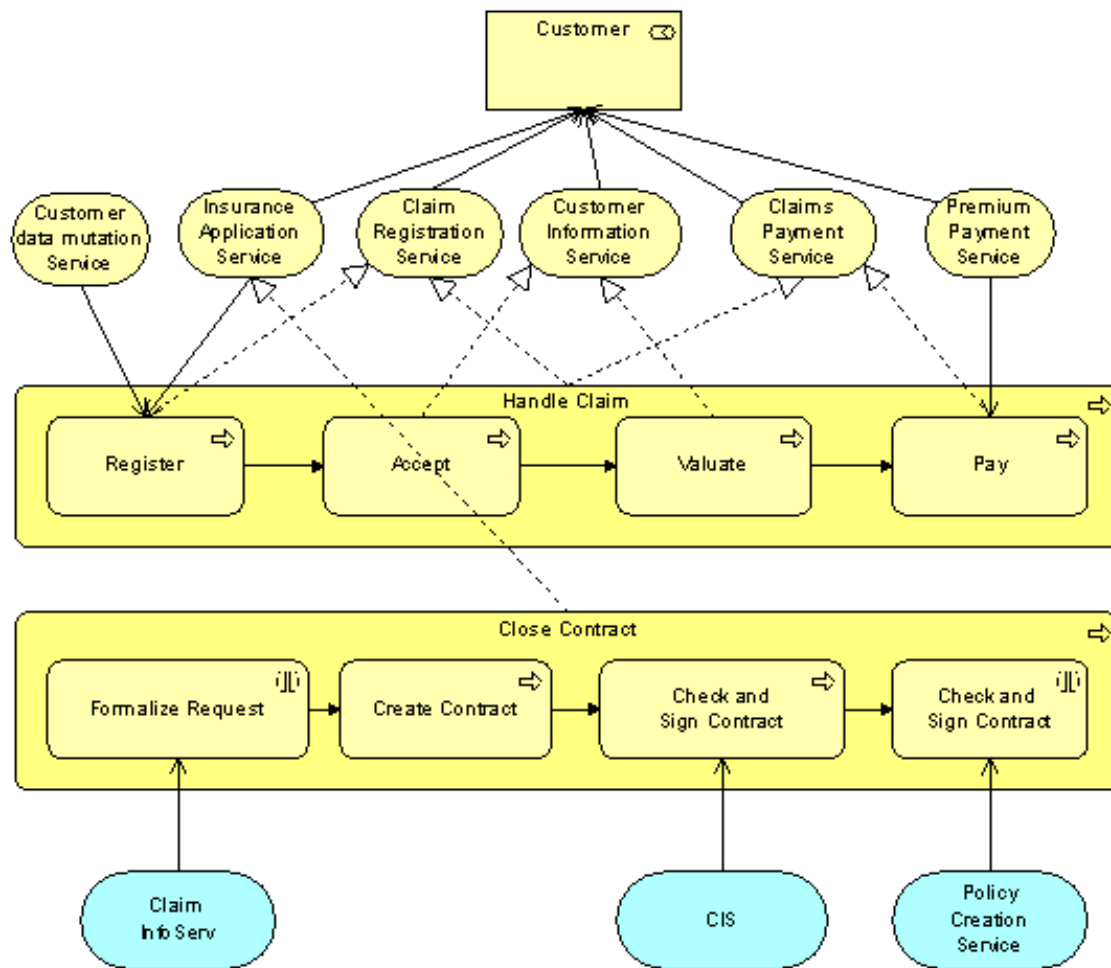 Customer
Customer
data mutation
Service
Insurance
Application
Service
Claim
Registration
Service
Customer
Information
Service
Claims
Payment
Service
Premium
Payment
Service
Handle Claim
Register
Accept
Valuate
Pay
Close Contract
Formalize Request
Create Contract
Check and
Sign Contract
Check and
Sign Contract
Claim
InfoServ
CIS
Policy
Creation
Service